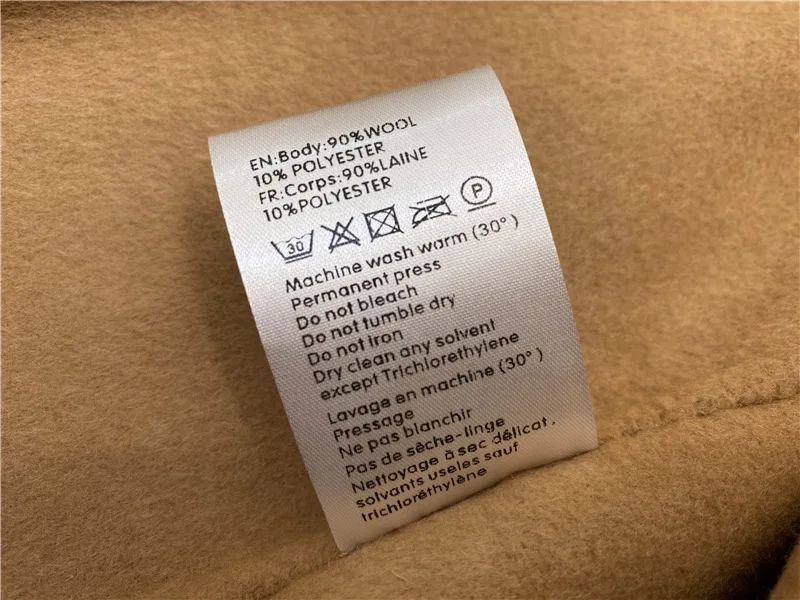 EN:Body:90%WOOL
10% POLYESTER
FR:Corps:90%LAINE
10%POLYESTER
30 P
Machine wash warm (30°)
Permanent press
Do not bleach
Do not tumble dry
Do not iron
Dry clean any solvent
except Trichlorethylene
Lavage en machine (30°)
Pressage
Ne pas blanchir
Pas de sèche-linge
Nettoyage à sec délicat.
solvants useles sauf
trichloréthylène